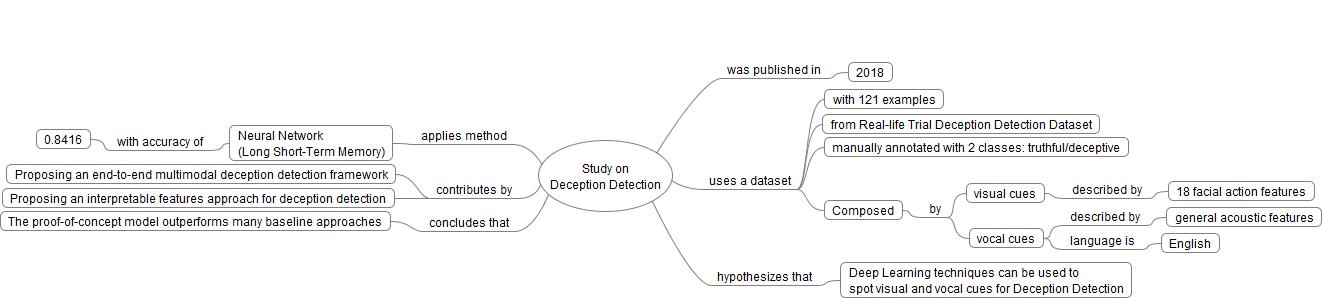 was published in
2018
with 121 examples
from Real-life Trial Deception Detection Dataset
manually annotated with 2 classes: truthful/deceptive
uses a dataset
Composed
by
visual cues
described by
18 facial action features
vocal cues
described by
general acoustic features
language is
English
hypothesizes that
Deep Learning techniques can be used to
spot visual and vocal cues for Deception Detection
Study on
Deception Detection
applies method
Neural Network
(Long Short-Term Memory)
with accuracy of
0.8416
contributes by
Proposing an end-to-end multimodal deception detection framework
Proposing an interpretable features approach for deception detection
concludes that
The proof-of-concept model outperforms many baseline approaches